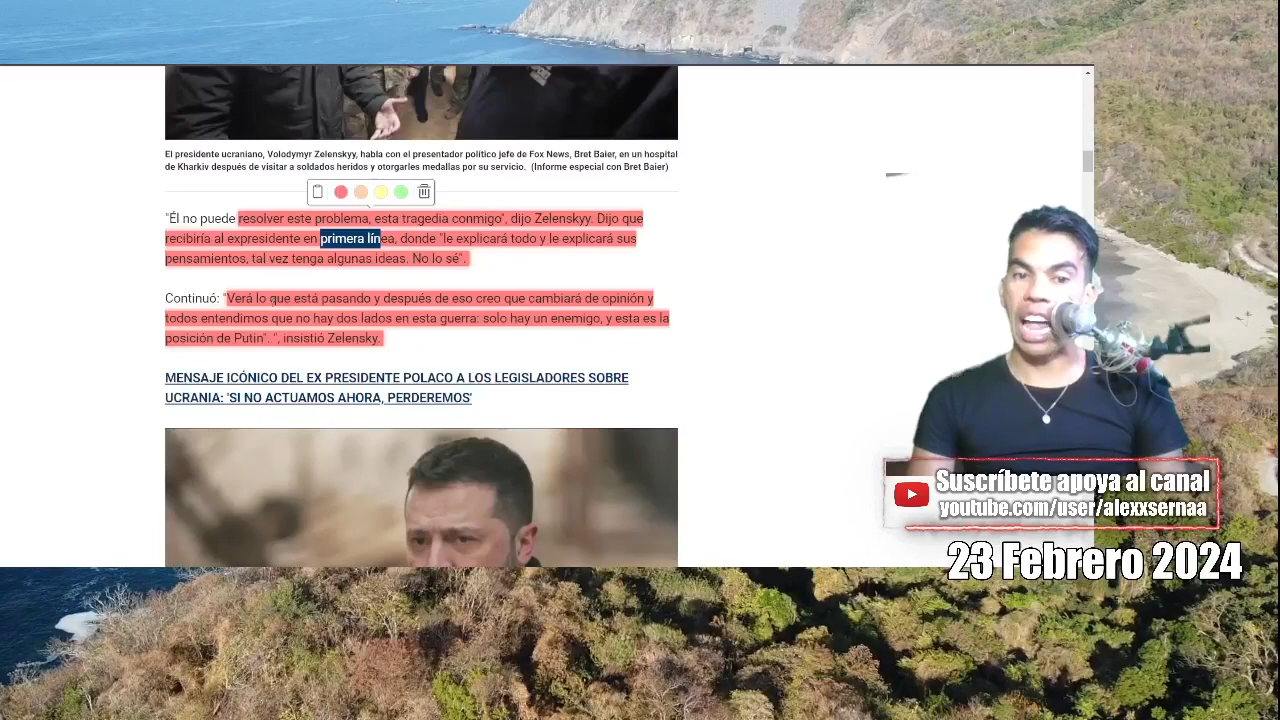 El presidente ucraniano, Volodymyr Zelenskyy, habla con el presentador político jefe de Fox News, Bret Baier, en un hospital
de Kharkiv después de visitar a soldados heridos y otorgarles medallas por su servicio. (Informe especial con Bret Baier)
"Él no puede resolver este problema, esta tragedia conmigo", dijo Zelenskyy. Dijo que
recibiría al expresidente en primera línea, donde "le explicará todo y le explicará sus
pensamientos, tal vez tenga algunas ideas. No lo sé".
Continuó: "Verá lo que está pasando y después de eso creo que cambiará de opinión y
todos entendimos que no hay dos lados en esta guerra: solo hay un enemigo, y esta es la
posición de Putin". ", insistió Zelensky.
MENSAJE ICÓNICO DEL EX PRESIDENTE POLACO A LOS LEGISLADORES SOBRE
UCRANIA: 'SI NO ACTUAMOS AHORA, PERDEREMOS'
Suscríbete apoya al canal
youtube.com/user/alexxsernaa
23 Febrero 2024